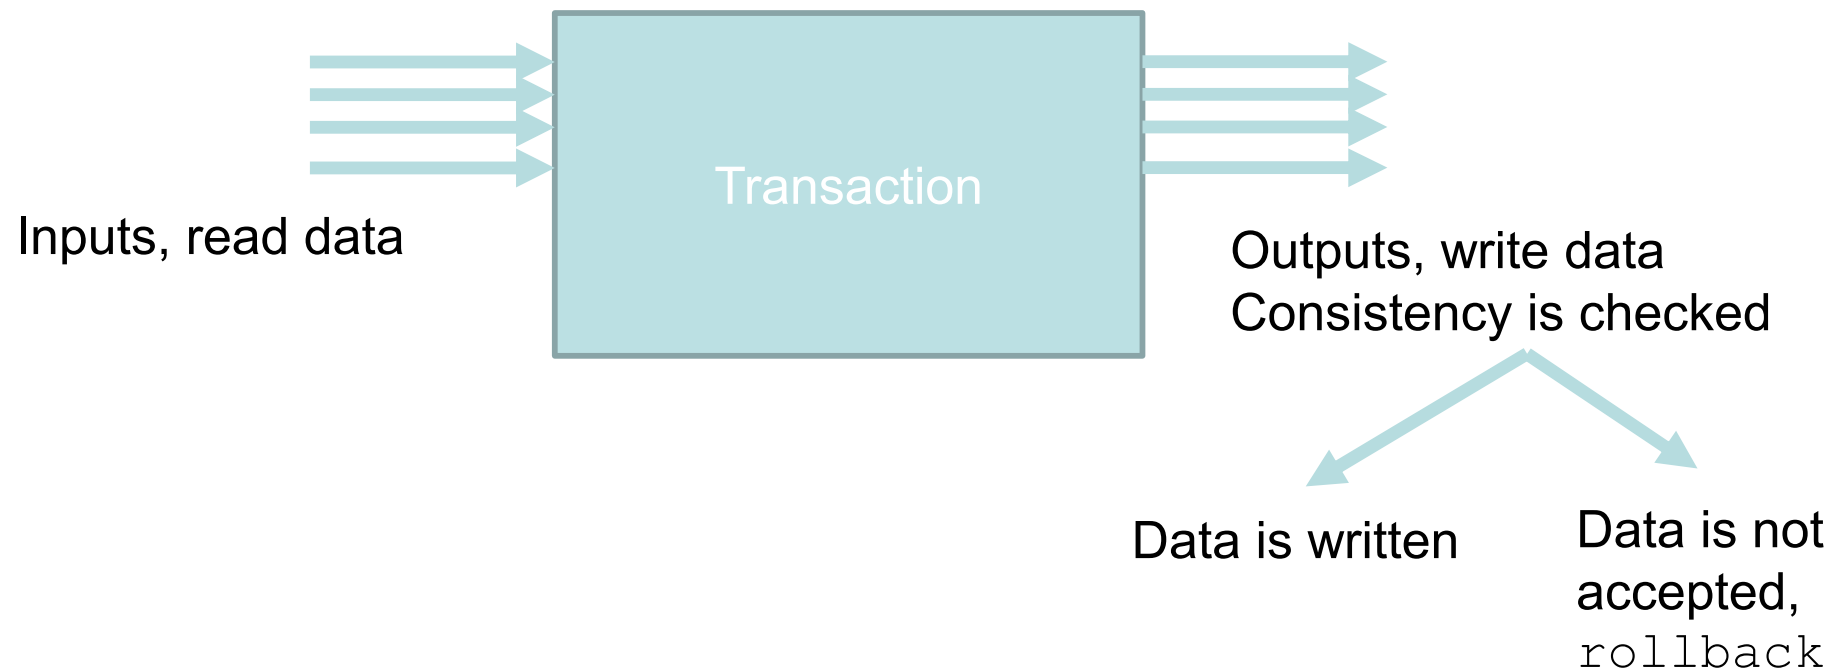 Transaction
Inputs, read data
Outputs, write data
Consistency is checked
Data is written
Data is not
accepted,
rollback